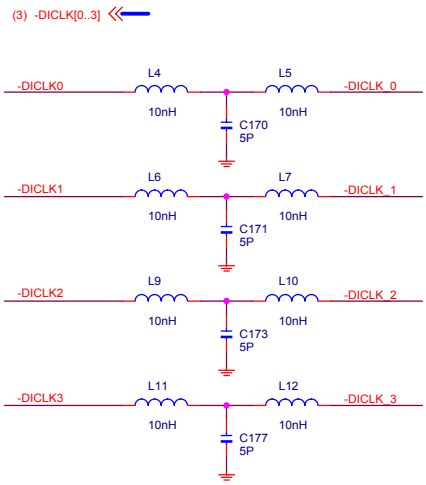 (3) -DICLK[0..3]
L4 L5
-DICLK0 -DICLK_0
10nH 10nH
C170
5P
L6 L7
-DICLK1 -DICLK_1
10nH 10nH
C171
5P
L9 L10
-DICLK2 -DICLK_2
10nH 10nH
C173
5P
L11 L12
-DICLK3 -DICLK_3
10nH 10nH
C177
5P